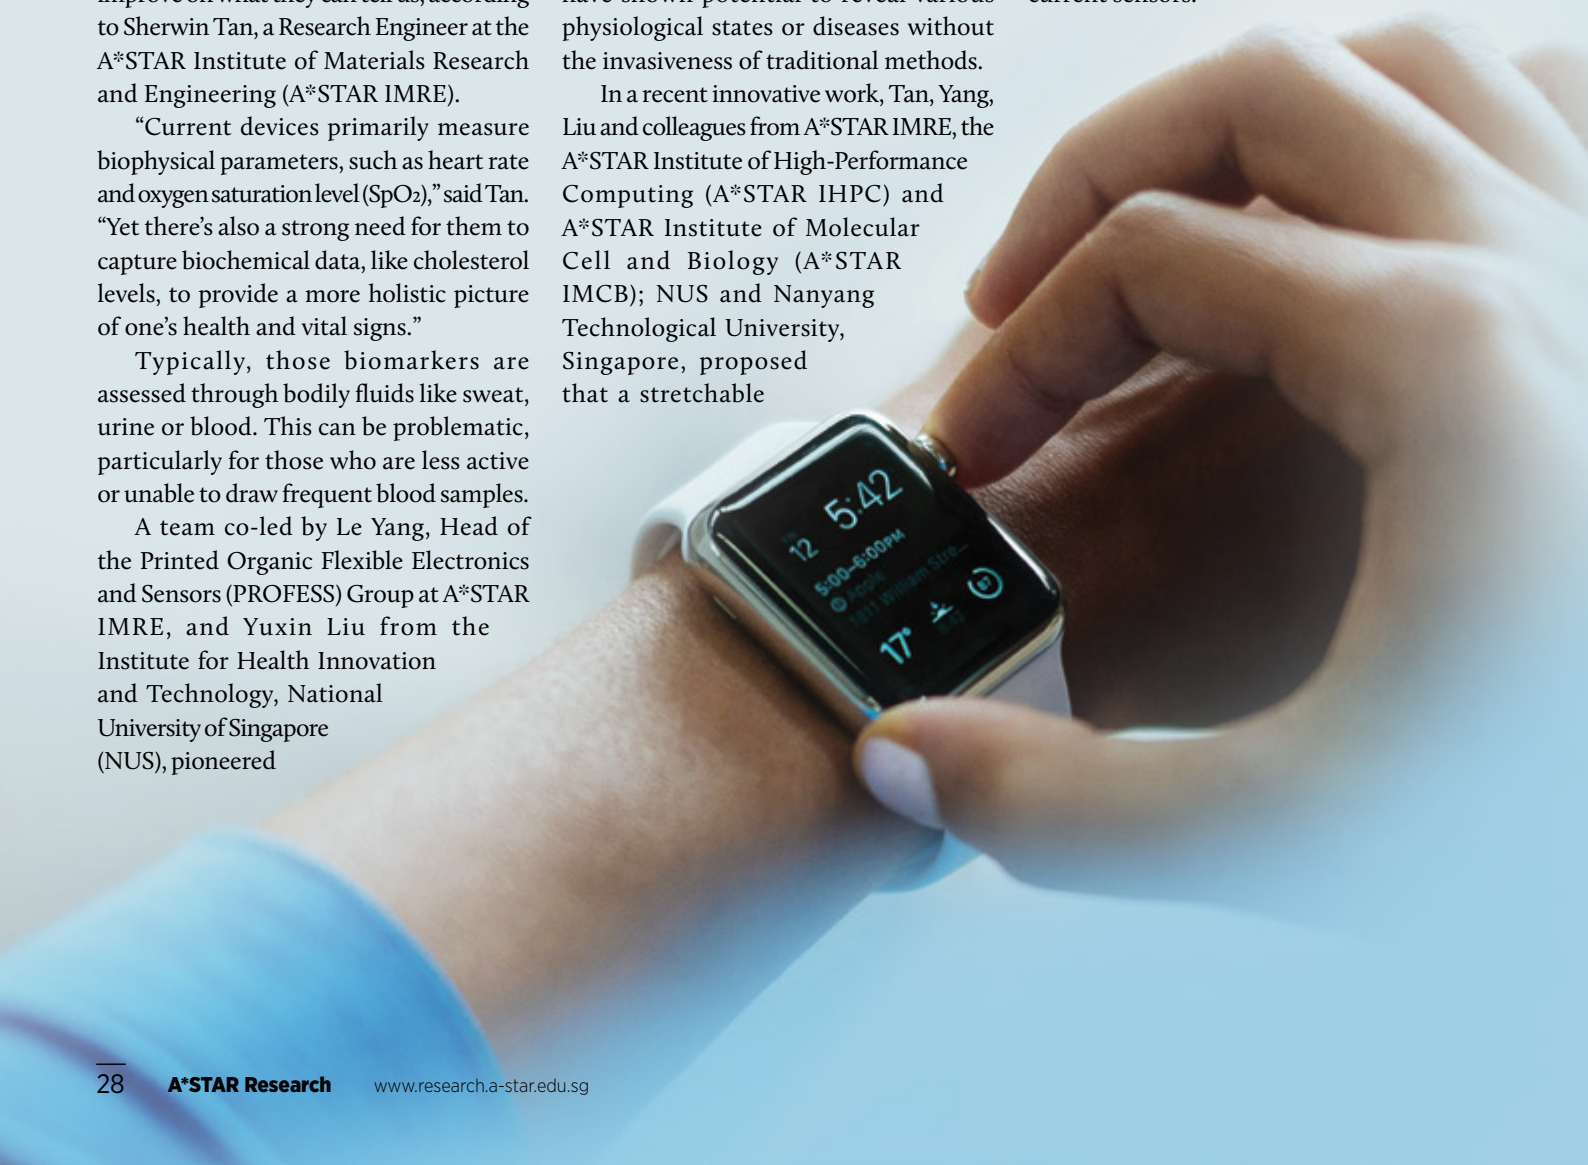 to Sherwin Tan, a Research Engineer at the
A*STAR Institute of Materials Research
and Engineering (A*STAR IMRE).
“Current devices primarily measure
biophysical parameters, such as heart rate
and oxygen saturation level (SpO₂),” said Tan.
“Yet there’s also a strong need for them to
capture biochemical data, like cholesterol
levels, to provide a more holistic picture
of one’s health and vital signs.”
Typically, those biomarkers are
assessed through bodily fluids like sweat,
urine or blood. This can be problematic,
particularly for those who are less active
or unable to draw frequent blood samples.
A team co-led by Le Yang, Head of
the Printed Organic Flexible Electronics
and Sensors (PROFESS) Group at A*STAR
IMRE, and Yuxin Liu from the
Institute for Health Innovation
and Technology, National
University of Singapore
(NUS), pioneered
physiological states or diseases without
the invasiveness of traditional methods.
In a recent innovative work, Tan, Yang,
Liu and colleagues from A*STAR IMRE, the
A*STAR Institute of High-Performance
Computing (A*STAR IHPC) and
A*STAR Institute of Molecular
Cell and Biology (A*STAR
IMCB); NUS and Nanyang
Technological University,
Singapore, proposed
that a stretchable
5:42
12
5:00–6:00PM
Apple
1811 William Stre...
67
17°
28 A*STAR Research www.research.a-star.edu.sg